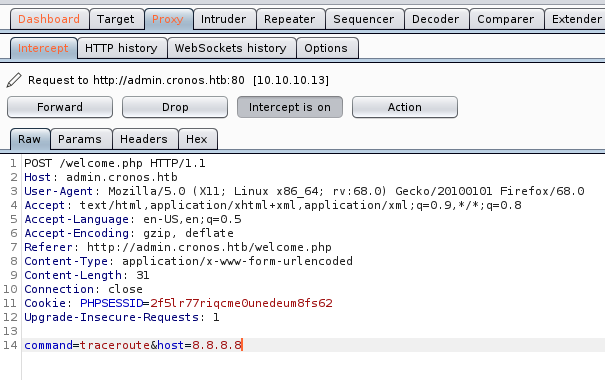 Dashboard Target Proxy Intruder Repeater Sequencer Decoder Comparer Extender
Intercept HTTP history WebSockets history Options
Request to http://admin.cronos.htb:80 [10.10.10.13]
Forward Drop Intercept is on Action
Raw Params Headers Hex
1 POST /welcome.php HTTP/1.1
2 Host: admin.cronos.htb
3 User-Agent: Mozilla/5.0 (X11; Linux x86_64; rv:68.0) Gecko/20100101 Firefox/68.0
4 Accept: text/html,application/xhtml+xml,application/xml;q=0.9,*/*;q=0.8
5 Accept-Language: en-US,en;q=0.5
6 Accept-Encoding: gzip, deflate
7 Referer: http://admin.cronos.htb/welcome.php
8 Content-Type: application/x-www-form-urlencoded
9 Content-Length: 31
10 Connection: close
11 Cookie: PHPSESSID=2f5lr77riqcme0unedeum8fs62
12 Upgrade-Insecure-Requests: 1
13
14 command=traceroute&host=8.8.8.8